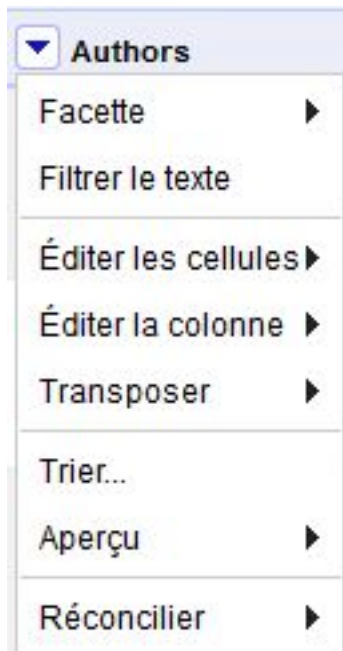 Authors
Facette
Filtrer le texte
Éditer les cellules
Éditer la colonne
Transposer
Trier...
Aperçu
Réconcilier